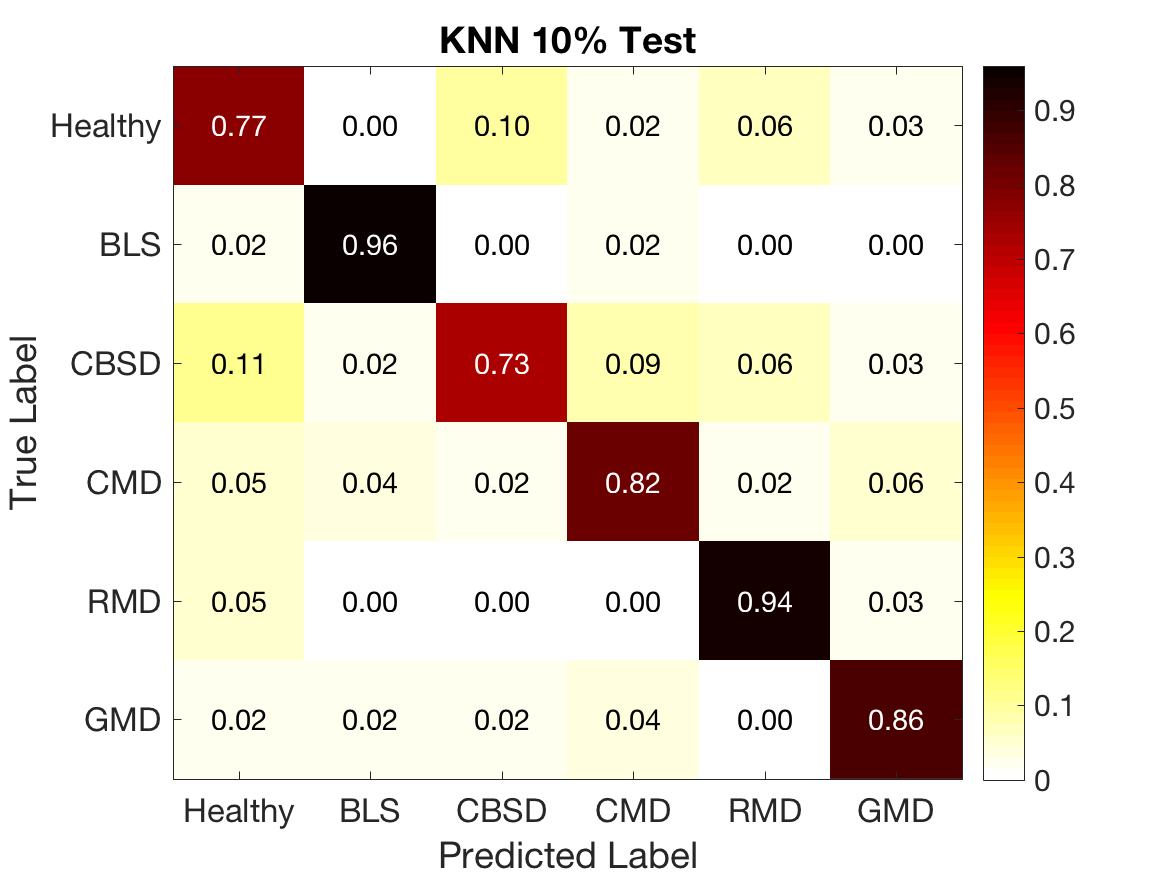 KNN 10% Test
Healthy 0.77 0.00 0.10 0.02 0.06 0.03
BLS 0.02 0.96 0.00 0.02 0.00 0.00
CBSD 0.11 0.02 0.73 0.09 0.06 0.03
CMD 0.05 0.04 0.02 0.82 0.02 0.06
RMD 0.05 0.00 0.00 0.00 0.94 0.03
GMD 0.02 0.02 0.02 0.04 0.00 0.86
Healthy BLS CBSD CMD RMD GMD
Predicted Label
True Label
0.9
0.8
0.7
0.6
0.5
0.4
0.3
0.2
0.1
0